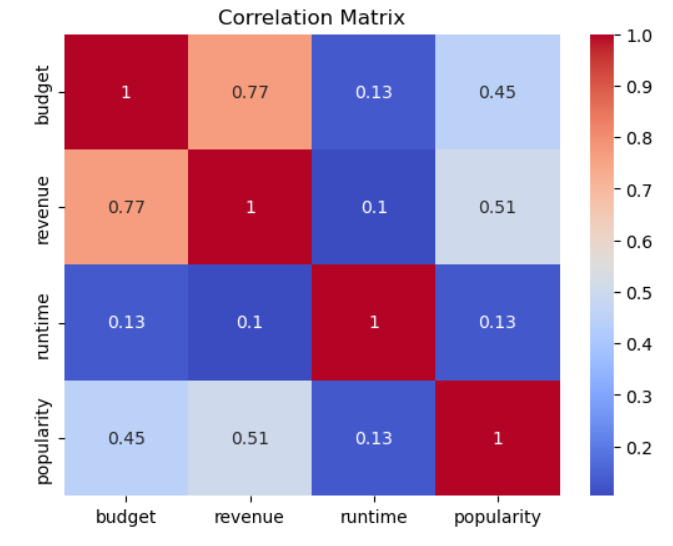 Correlation Matrix
budget 1 0.77 0.13 0.45
revenue 0.77 1 0.1 0.51
runtime 0.13 0.1 1 0.13
popularity 0.45 0.51 0.13 1
budget revenue runtime popularity
1.0
0.9
0.8
0.7
0.6
0.5
0.4
0.3
0.2